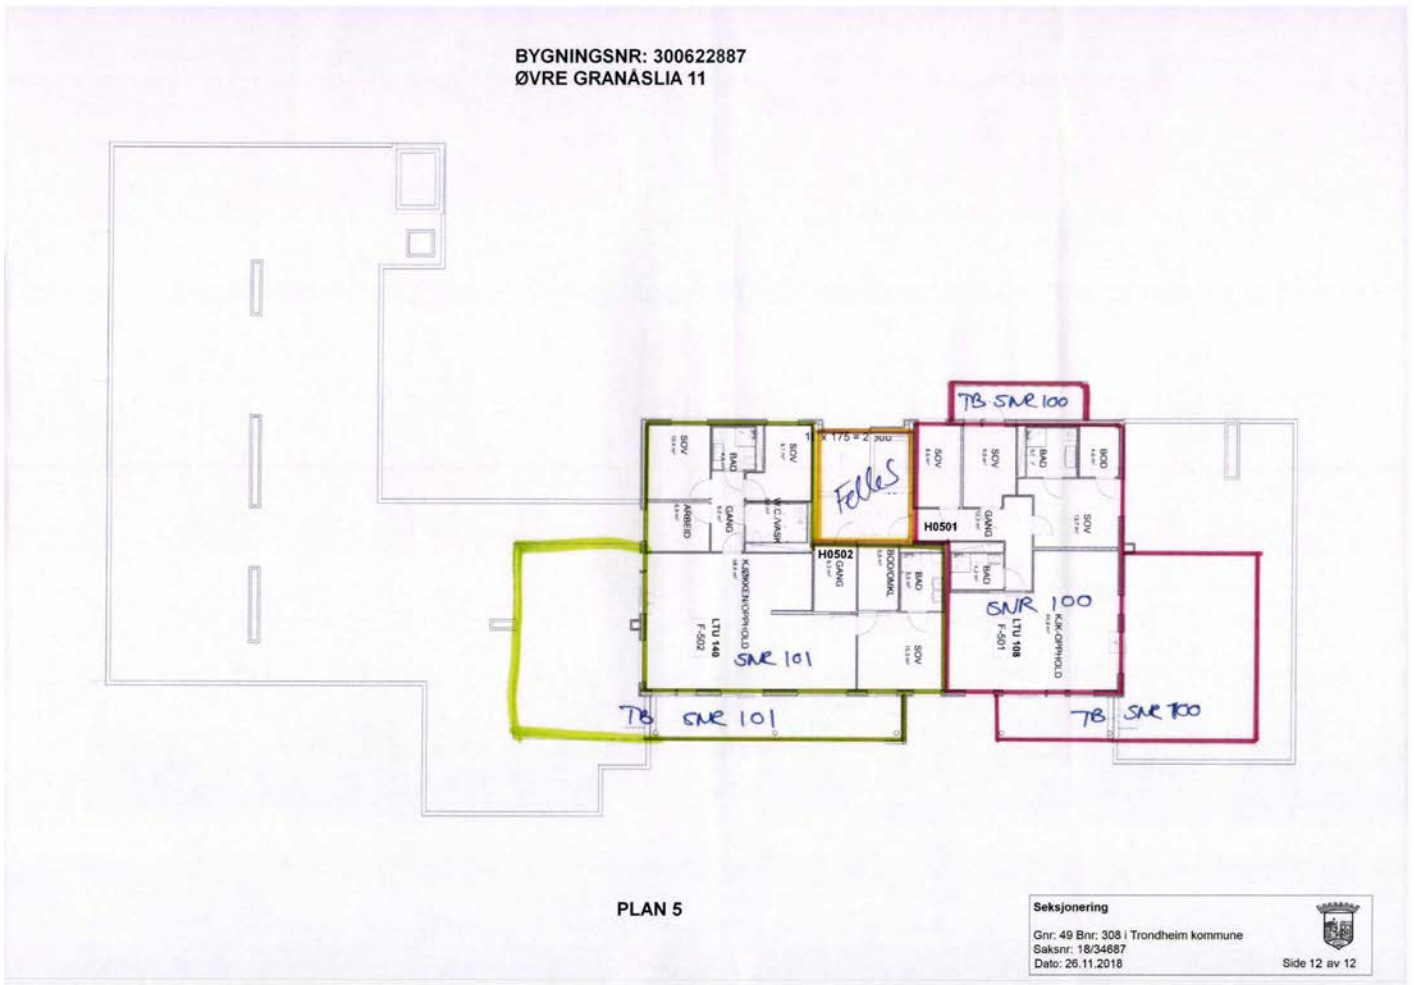 BYGNINGSNR: 300622887
ØVRE GRANÅSLIA 11
TB SNR 100
SOV
BAD
SOV
Felles
SOV
SOV
BAD
BOD
ARBEID
GANG
W.C./VASK
H0501
GANG
SOV
H0502
GANG
BOD/OMKL
BAD
BAD
KJØKKEN/OPPHOLD
LTU 140
F-502
SNR 101
SOV
SNR 100
LTU 108
F-501
KJK-OPPHOLD
TB SNR 101
TB SNR 100
PLAN 5
Seksjonering
Gnr: 49 Bnr: 308 i Trondheim kommune
Saksnr: 18/34687
Dato: 26.11.2018
Side 12 av 12